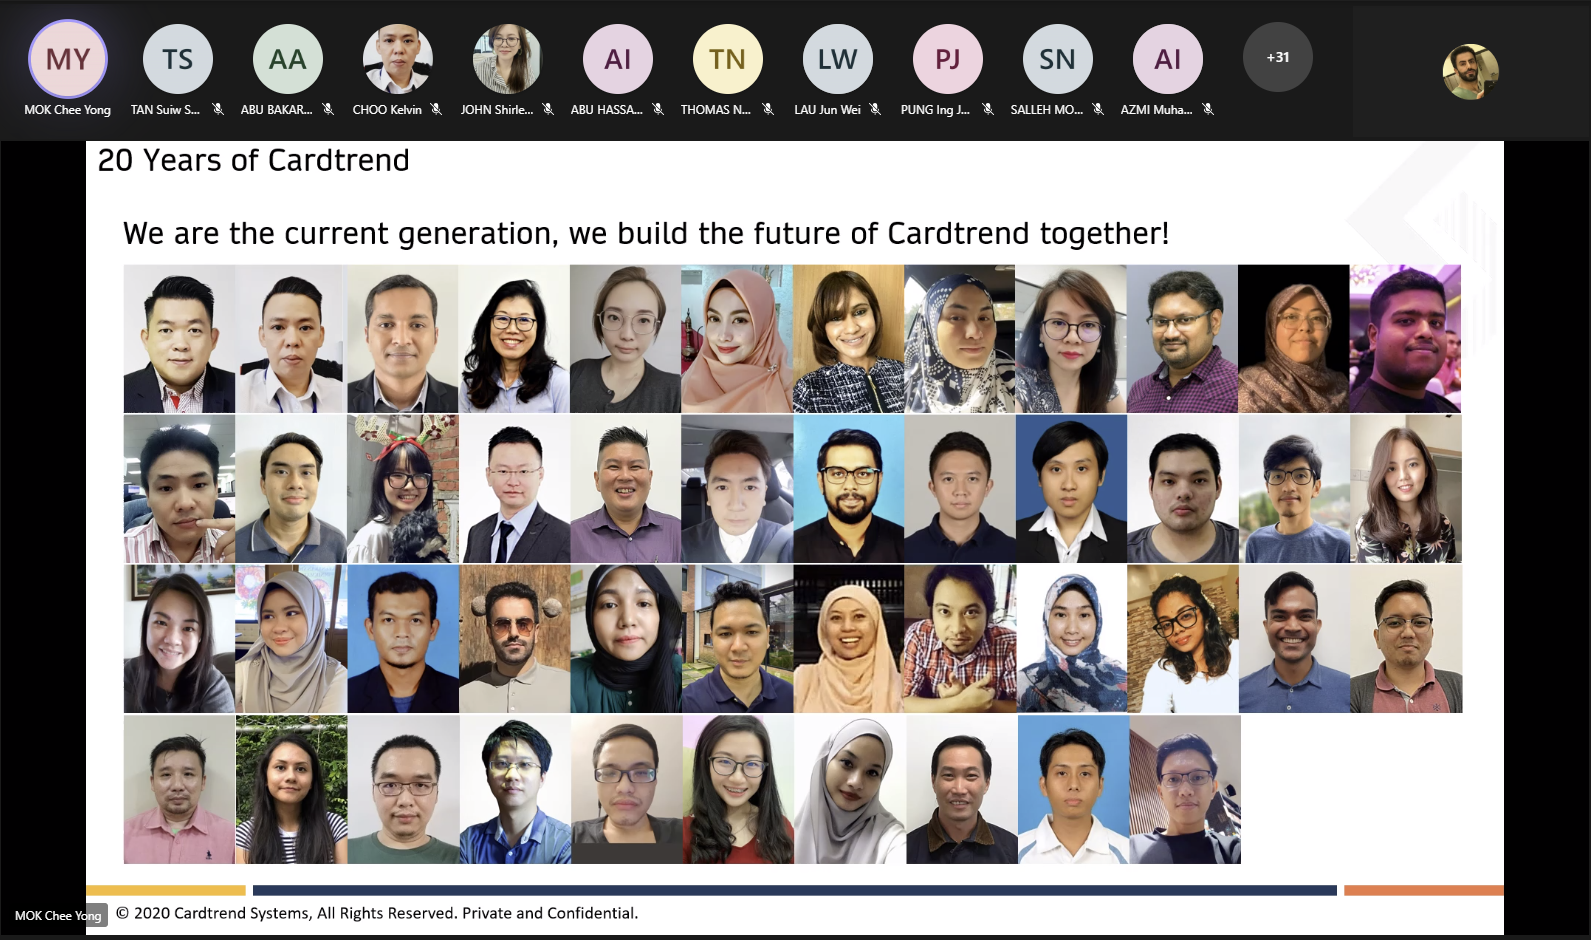 MY
TS
AA
AI
TN
LW
PJ
SN
AI
+31
MOK Chee Yong
TAN Suiw S...
ABU BAKAR...
CHOO Kelvin
JOHN Shirle...
ABU HASSA...
THOMAS N...
LAU Jun Wei
PUNG Ing J...
SALLEH MO...
AZMI Muha...
20 Years of Cardtrend
We are the current generation, we build the future of Cardtrend together!
MOK Chee Yong
© 2020 Cardtrend Systems, All Rights Reserved. Private and Confidential.